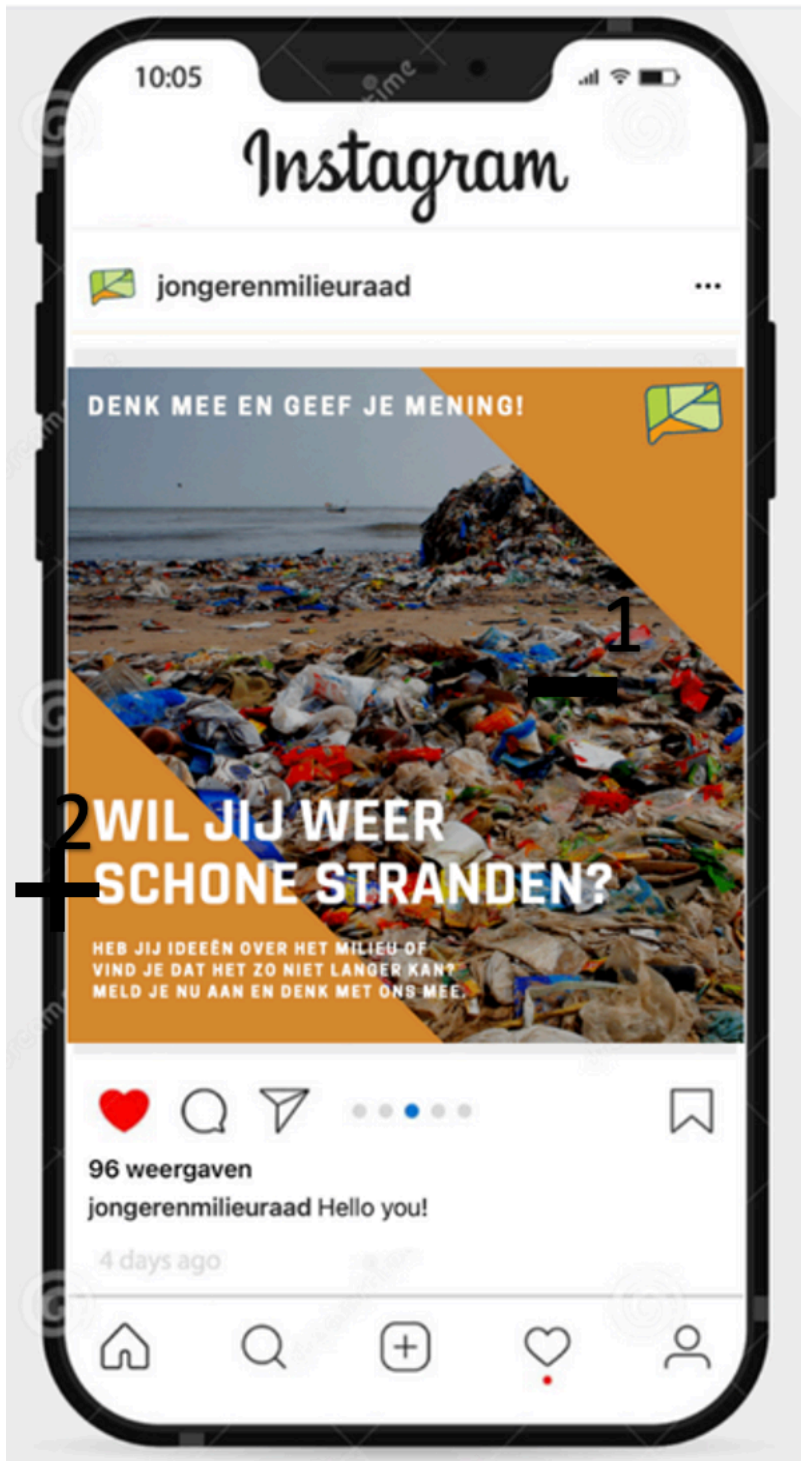 10:05
Instagram
jongerenmilieuraad
DENK MEE EN GEEF JE MENING!
1
2
WIL JIJ WEER
SCHONE STRANDEN?
HEB JIJ IDEEËN OVER HET MILIEU OF
VIND JE DAT HET ZO NIET LANGER KAN?
MELD JE NU AAN EN DENK MET ONS MEE.
96 weergaven
jongerenmilieuraad Hello you!
4 days ago